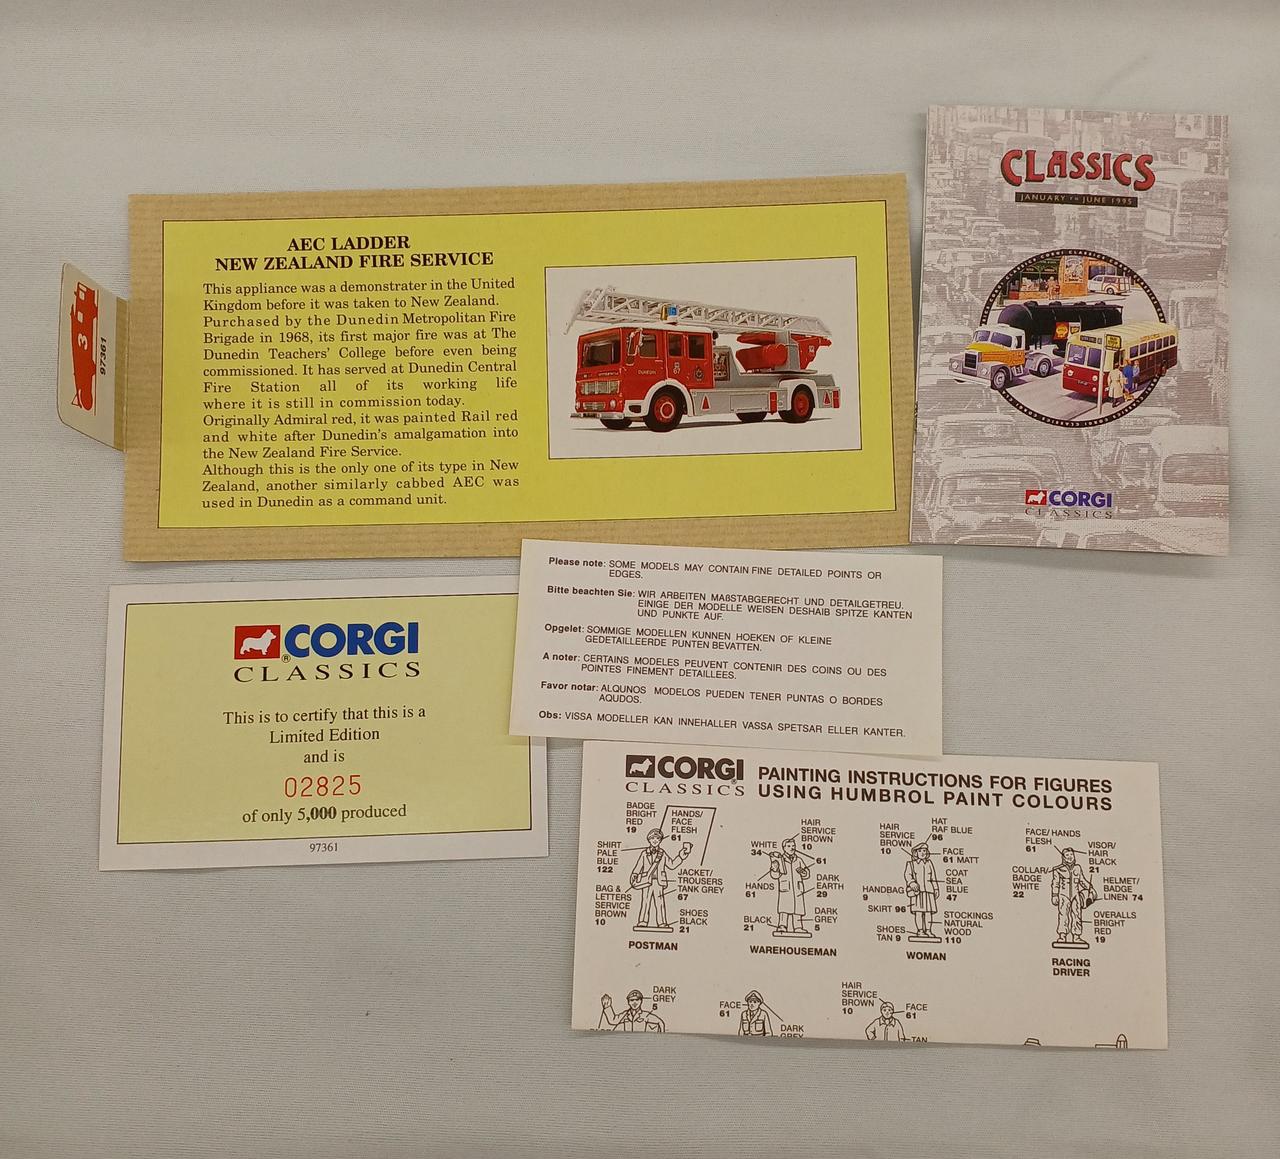 AEC LADDER
NEW ZEALAND FIRE SERVICE
This appliance was a demonstrater in the United
Kingdom before it was taken to New Zealand.
Purchased by the Dunedin Metropolitan Fire
Brigade in 1968, its first major fire was at The
Dunedin Teachers' College before even being
commissioned. It has served at Dunedin Central
Fire Station all of its working life
where it is still in commission today.
Originally Admiral red, it was painted Rail red
and white after Dunedin's amalgamation into
the New Zealand Fire Service.
Although this is the only one of its type in New
Zealand, another similarly cabbed AEC was
used in Dunedin as a command unit.
3
97361
DUNEDIN
CLASSICS
JANUARY TO JUNE 1995
CORGI
CLASSICS
Please note: SOME MODELS MAY CONTAIN FINE DETAILED POINTS OR
EDGES.
Bitte beachten Sie: WIR ARBEITEN MAßSTABGERECHT UND DETAILGETREU.
EINIGE DER MODELLE WEISEN DESHAIB SPITZE KANTEN
UND PUNKTE AUF.
Opgelet: SOMMIGE MODELLEN KUNNEN HOEKEN OF KLEINE
GEDETAILLEERDE PUNTEN BEVATTEN.
A noter: CERTAINS MODELES PEUVENT CONTENIR DES COINS OU DES
POINTES FINEMENT DETAILLEES.
Favor notar: ALQUNOS MODELOS PUEDEN TENER PUNTAS O BORDES
AQUDOS.
Obs: VISSA MODELLER KAN INNEHALLER VASSA SPETSAR ELLER KANTER.
CORGI
®
CLASSICS
This is to certify that this is a
Limited Edition
and is
02825
of only 5,000 produced
97361
CORGI
CLASSICS
PAINTING INSTRUCTIONS FOR FIGURES
USING HUMBROL PAINT COLOURS
BADGE
BRIGHT
RED
19
HANDS/
FACE
FLESH
61
SHIRT
PALE
BLUE
122
JACKET/
TROUSERS
TANK GREY
67
BAG &
LETTERS
SERVICE
BROWN
10
SHOES
BLACK
21
POSTMAN
HAIR
SERVICE
BROWN
10
WHITE
34
61
HANDS
61
DARK
EARTH
29
BLACK
21
DARK
GREY
5
WAREHOUSEMAN
HAIR
SERVICE
BROWN
10
HAT
RAF BLUE
96
FACE
61 MATT
COAT
SEA
BLUE
47
HANDBAG
9
SKIRT 96
STOCKINGS
NATURAL
WOOD
110
SHOES
TAN 9
WOMAN
FACE/HANDS
FLESH
61
VISOR/
HAIR
BLACK
21
COLLAR/
BADGE
WHITE
22
HELMET/
BADGE
LINEN 74
OVERALLS
BRIGHT
RED
19
RACING
DRIVER
DARK
GREY
5
FACE
61
DARK
GREY
HAIR
SERVICE
BROWN
10
FACE
61
TAN